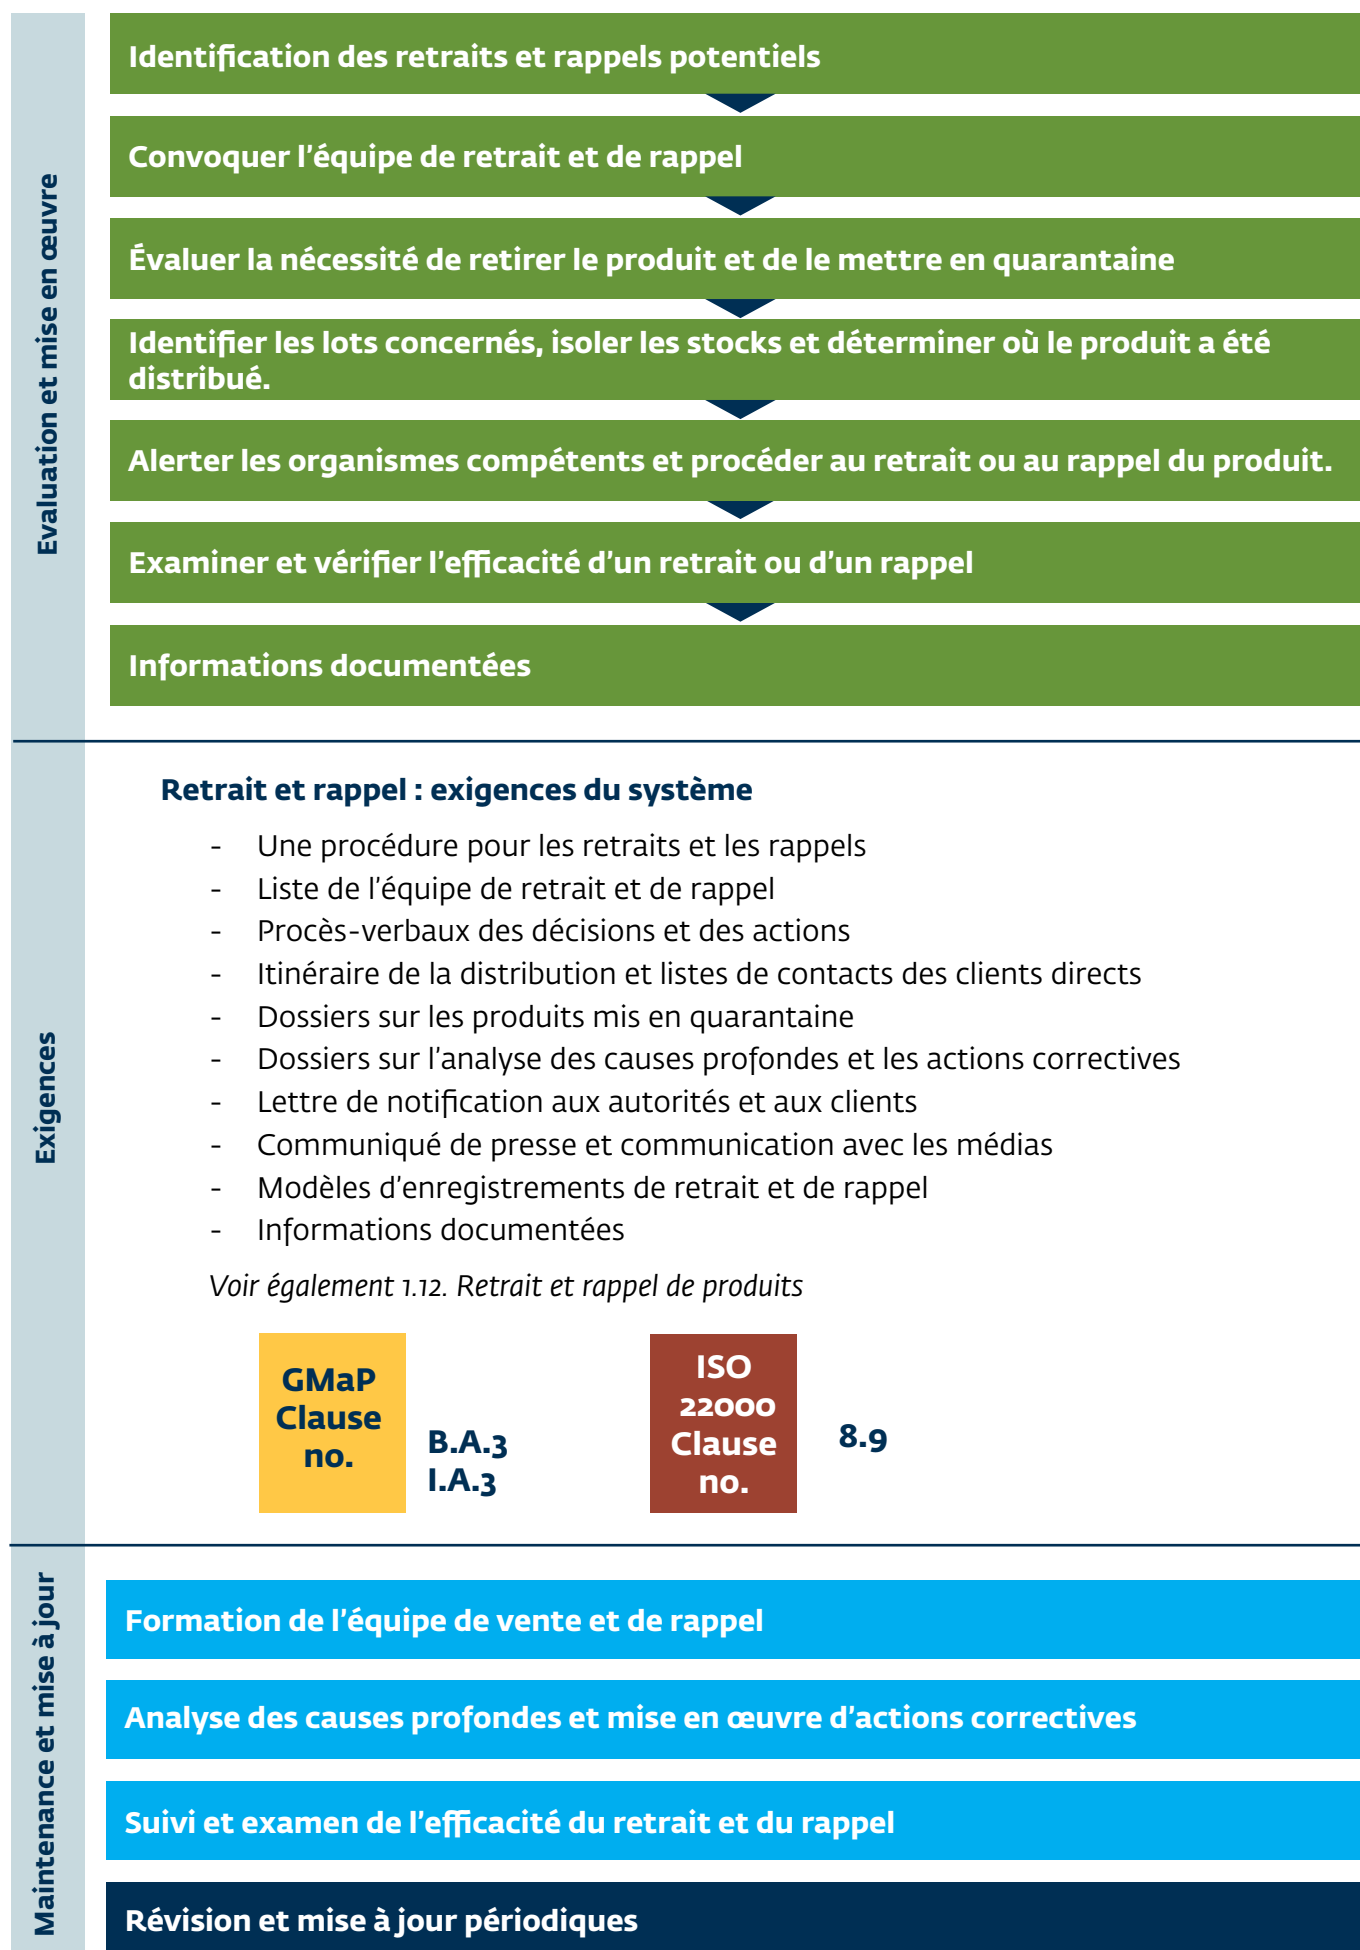 Evaluation et mise en œuvre
Identification des retraits et rappels potentiels
Convoquer l'équipe de retrait et de rappel
Évaluer la nécessité de retirer le produit et de le mettre en quarantaine
Identifier les lots concernés, isoler les stocks et déterminer où le produit a été
distribué.
Alerter les organismes compétents et procéder au retrait ou au rappel du produit.
Examiner et vérifier l'efficacité d'un retrait ou d'un rappel
Informations documentées
Exigences
Retrait et rappel : exigences du système
- Une procédure pour les retraits et les rappels
- Liste de l'équipe de retrait et de rappel
- Procès-verbaux des décisions et des actions
- Itinéraire de la distribution et listes de contacts des clients directs
- Dossiers sur les produits mis en quarantaine
- Dossiers sur l'analyse des causes profondes et les actions correctives
- Lettre de notification aux autorités et aux clients
- Communiqué de presse et communication avec les médias
- Modèles d'enregistrements de retrait et de rappel
- Informations documentées
Voir également 1.12. Retrait et rappel de produits
GMaP
Clause
no.
B.A.3
I.A.3
ISO
22000
Clause
no.
8.9
Maintenance et mise à jour
Formation de l'équipe de vente et de rappel
Analyse des causes profondes et mise en œuvre d'actions correctives
Suivi et examen de l'efficacité du retrait et du rappel
Révision et mise à jour périodiques